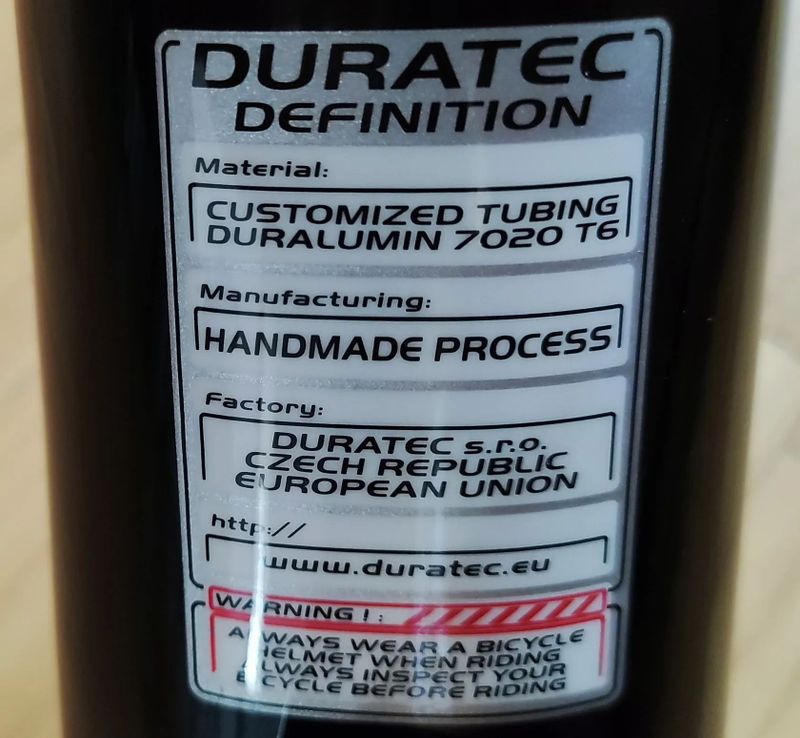 DURATEC
DEFINITION
Material:
CUSTOMIZED TUBING
DURALUMIN 7020 T6
Manufacturing:
HANDMADE PROCESS
Factory:
DURATEC s.r.o.
CZECH REPUBLIC
EUROPEAN UNION
http://
www.duratec.eu
WARNING!:
ALWAYS WEAR A BICYCLE
HELMET WHEN RIDING
ALWAYS INSPECT YOUR
BICYCLE BEFORE RIDING